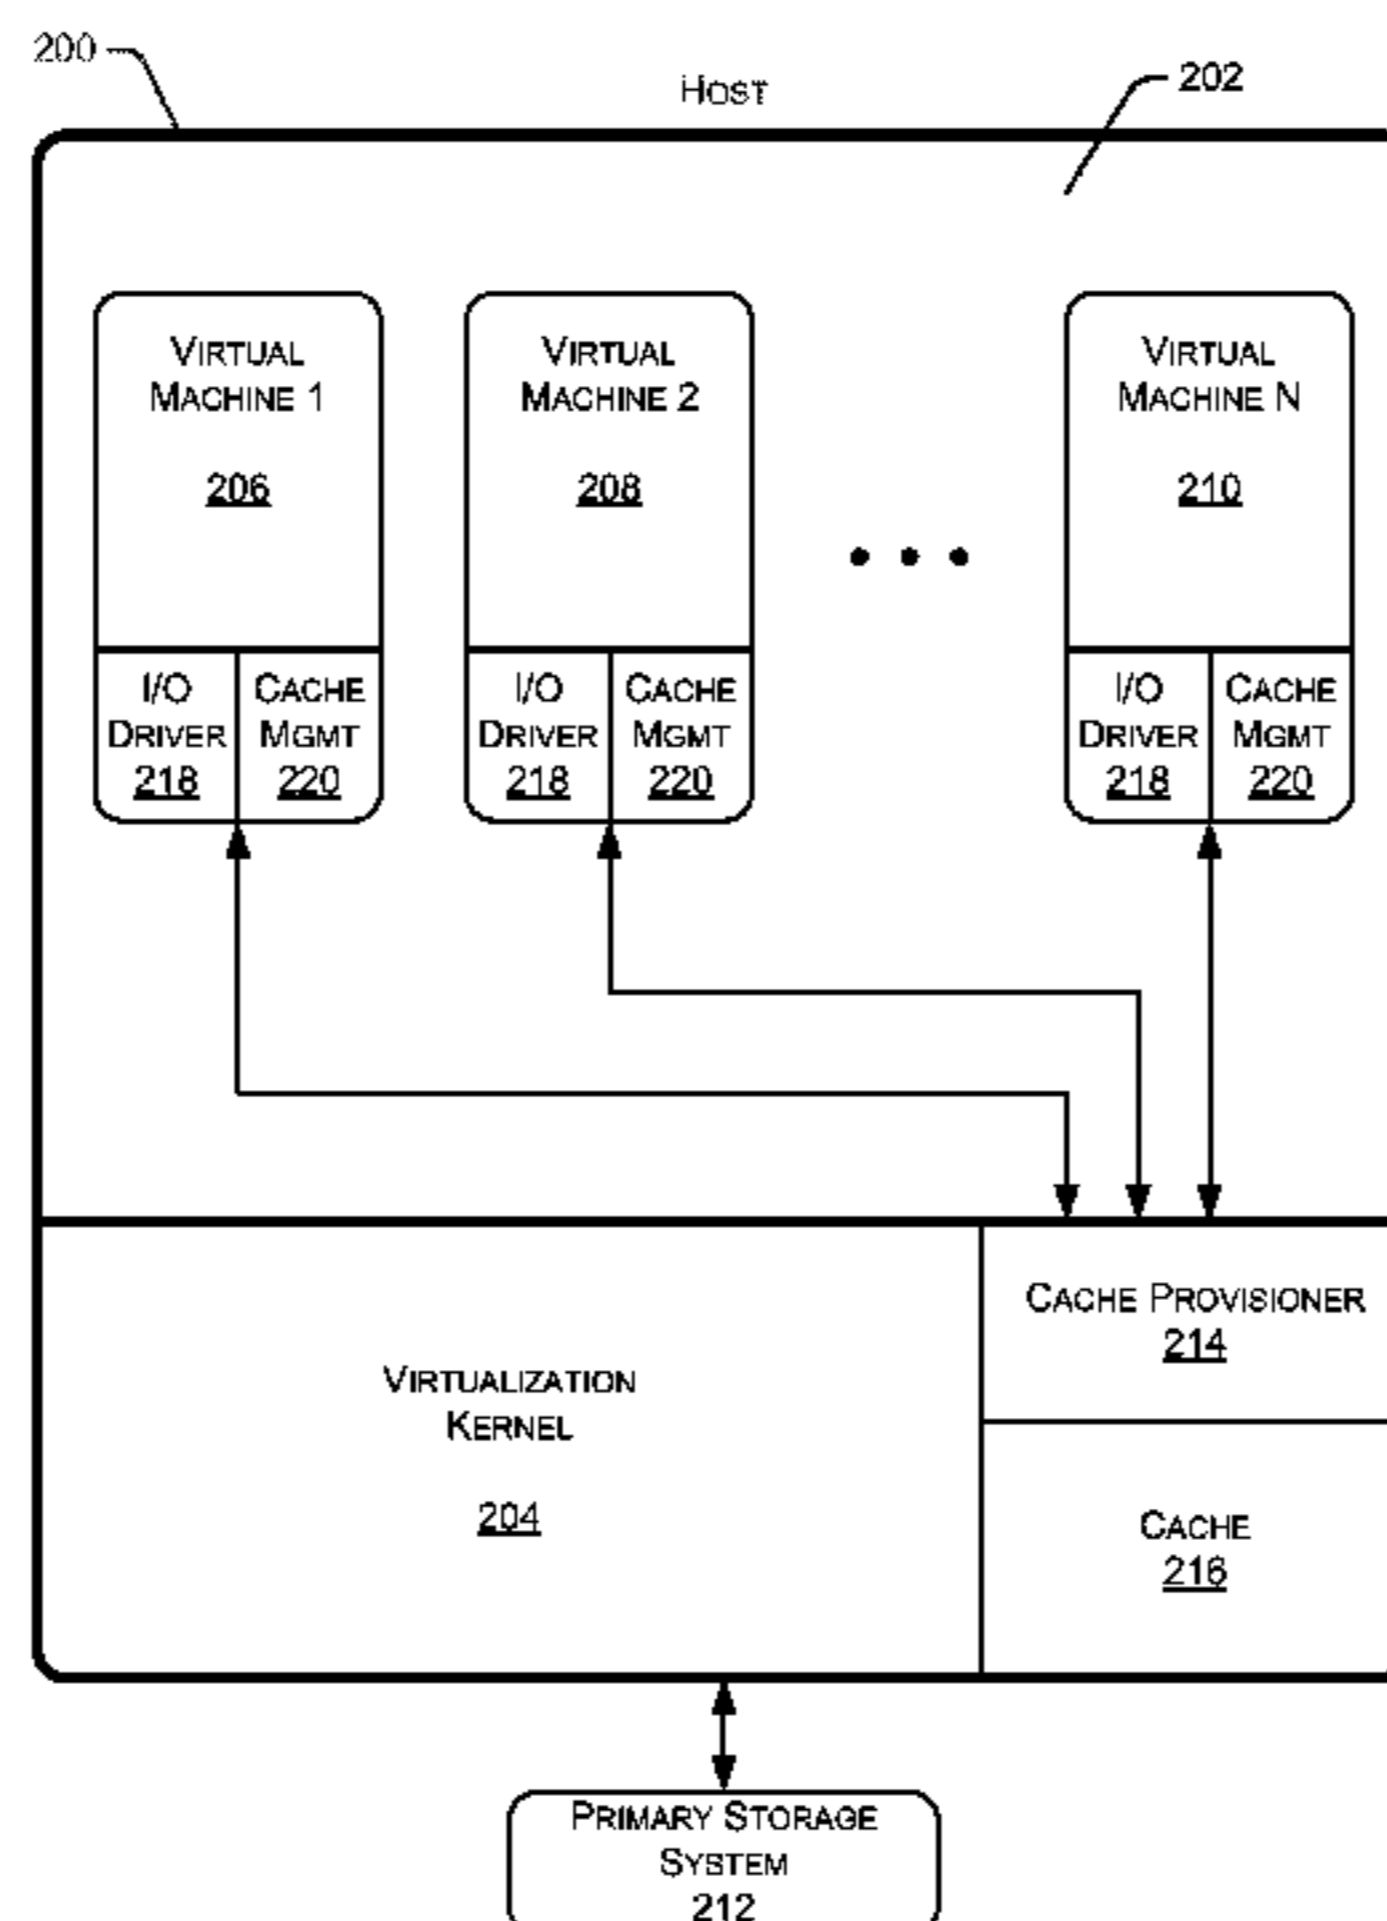 200
HOST
202
VIRTUAL
MACHINE 1
206
VIRTUAL
MACHINE 2
208
VIRTUAL
MACHINE N
210
I/O
DRIVER
218
CACHE
MGMT
220
I/O
DRIVER
218
CACHE
MGMT
220
I/O
DRIVER
218
CACHE
MGMT
220
VIRTUALIZATION
KERNEL
204
CACHE PROVISIONER
214
CACHE
216
PRIMARY STORAGE
SYSTEM
212